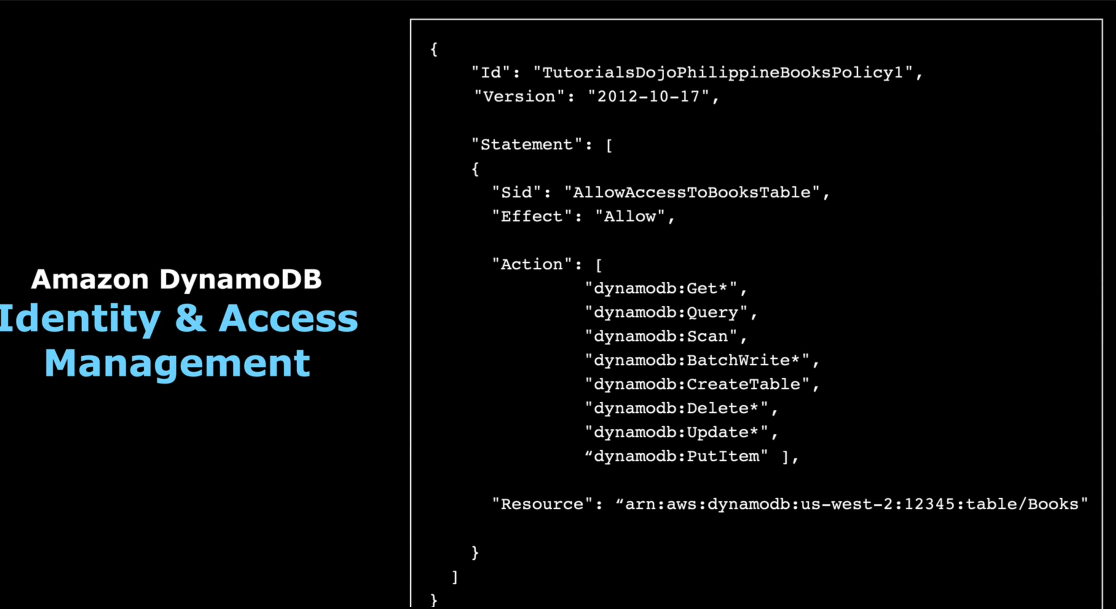 Amazon DynamoDB
Identity & Access
Management
{
"Id": "TutorialsDojoPhilippineBooksPolicy1",
"Version": "2012-10-17",
"Statement": [
{
"Sid": "AllowAccessToBooksTable",
"Effect": "Allow",
"Action": [
"dynamodb:Get*",
"dynamodb:Query",
"dynamodb:Scan",
"dynamodb:BatchWrite*",
"dynamodb:CreateTable",
"dynamodb:Delete*",
"dynamodb:Update*",
“dynamodb:PutItem" ],
"Resource": “arn:aws:dynamodb:us-west-2:12345:table/Books"
}
]
}